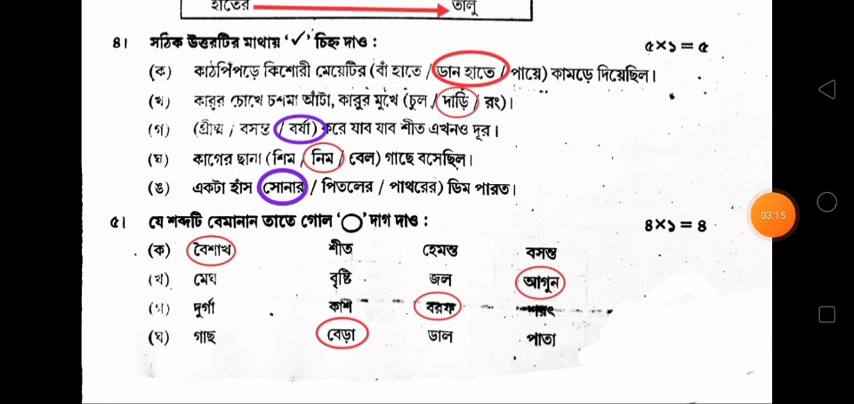 হাতের তালু
৪। সঠিক উত্তরটির মাথায় '✓' চিহ্ন দাও : ৫×১ = ৫
(ক) কাঠপিঁপড়ে কিশোরী মেয়েটির (বাঁ হাতে / ডান হাতে / পায়ে) কামড়ে দিয়েছিল।
(খ) কারুর চোখে চশমা আঁটা, কারুর মুখে (চুল / দাড়ি / রং)।
(গ) (গ্রীষ্ম / বসন্ত / বর্ষা) করে যাব যাব শীত এখনও দূর।
(ঘ) কাগের ছানা (শিম / নিম / বেল) গাছে বসেছিল।
(ঙ) একটা হাঁস (সোনার / পিতলের / পাথরের) ডিম পারত।
৫। যে শব্দটি বেমানান তাতে গোল '◯' দাগ দাও : ৪×১ = ৪
(ক) বৈশাখ শীত হেমন্ত বসন্ত
(খ) মেঘ বৃষ্টি জল আগুন
(গ) দুর্গা কাশ বরফ শরৎ
(ঘ) গাছ বেড়া ডাল পাতা
03:15